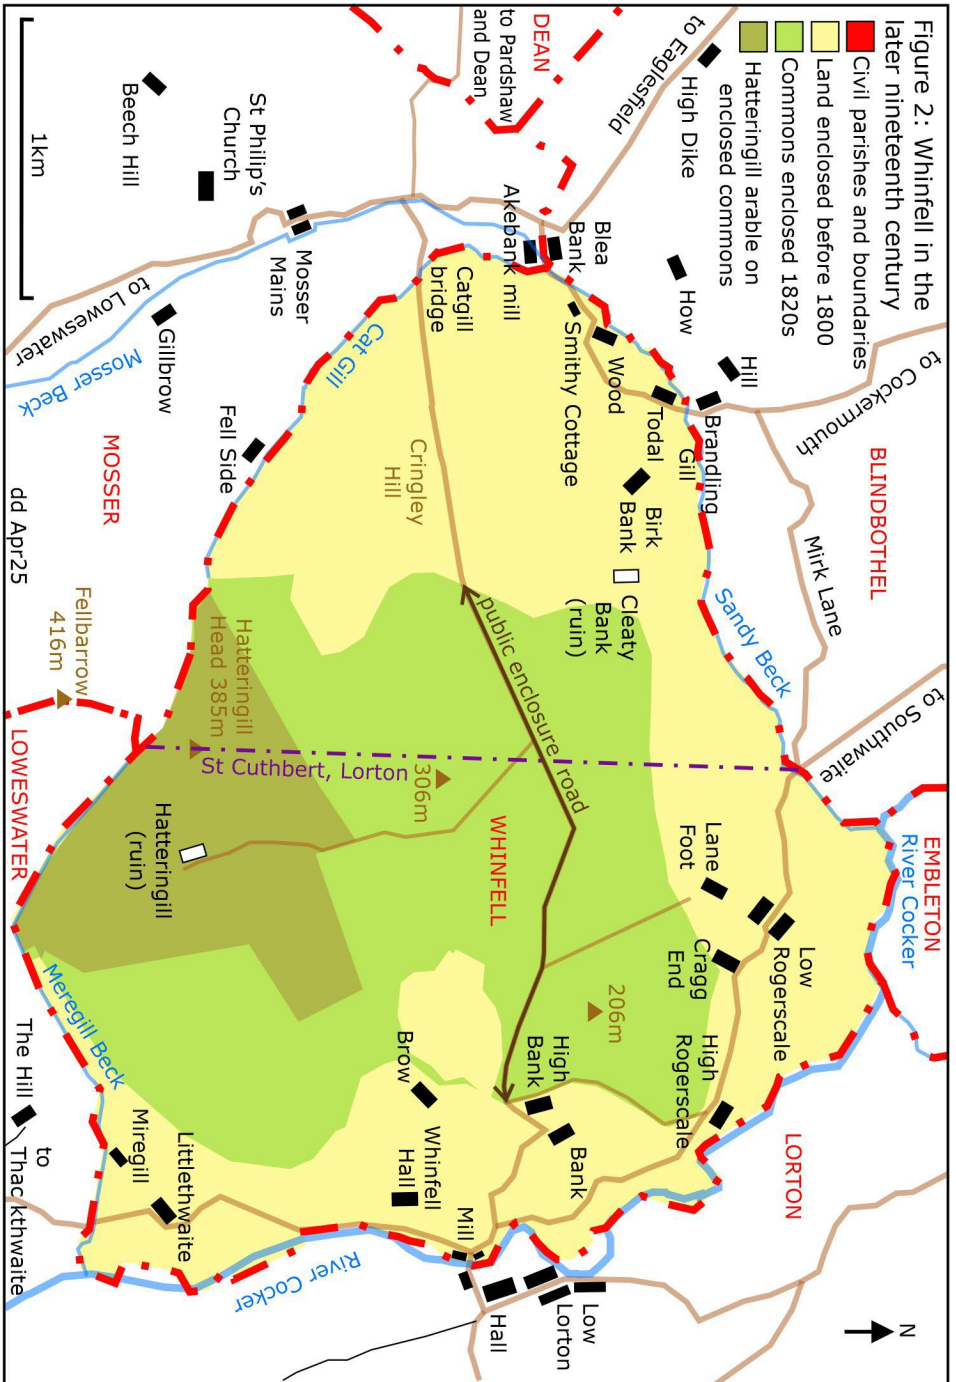 Figure 2: Whinfell in the
later nineteenth century
Civil parishes and boundaries
Land enclosed before 1800
Commons enclosed 1820s
Hatteringill arable on
enclosed commons
to Eaglesfield
High Dike
DEAN
to Pardshaw
and Dean
How
Hill
to Cockermouth
BLINDBOTHEL
Mirk Lane
to Southwaite
EMBLETON
River Cocker
LORTON
N
Blea
Bank
Akebank mill
Smithy Cottage
Wood
Todal
Brandling
Gill
Birk
Bank
Cleaty
Bank
(ruin)
Sandy Beck
Lane
Foot
Low
Rogerscale
Cragg
End
High
Rogerscale
206m
High
Bank
Bank
St Philip's
Church
Beech Hill
1km
Mosser
Mains
Catgill
bridge
Cat Gill
to Loweswater
Gillbrow
Mosser Beck
Fell Side
Cringley
Hill
public enclosure road
WHINFELL
306m
St Cuthbert, Lorton
Hatteringill
Head 385m
Hatteringill
(ruin)
MOSSER
dd Apr25
Fellbarrow
416m
LOWESWATER
Meregill Beck
Brow
Whinfell
Hall
Mill
Hall
Low
Lorton
Miregill
Littlethwaite
River Cocker
The Hill
to
Thackthwaite